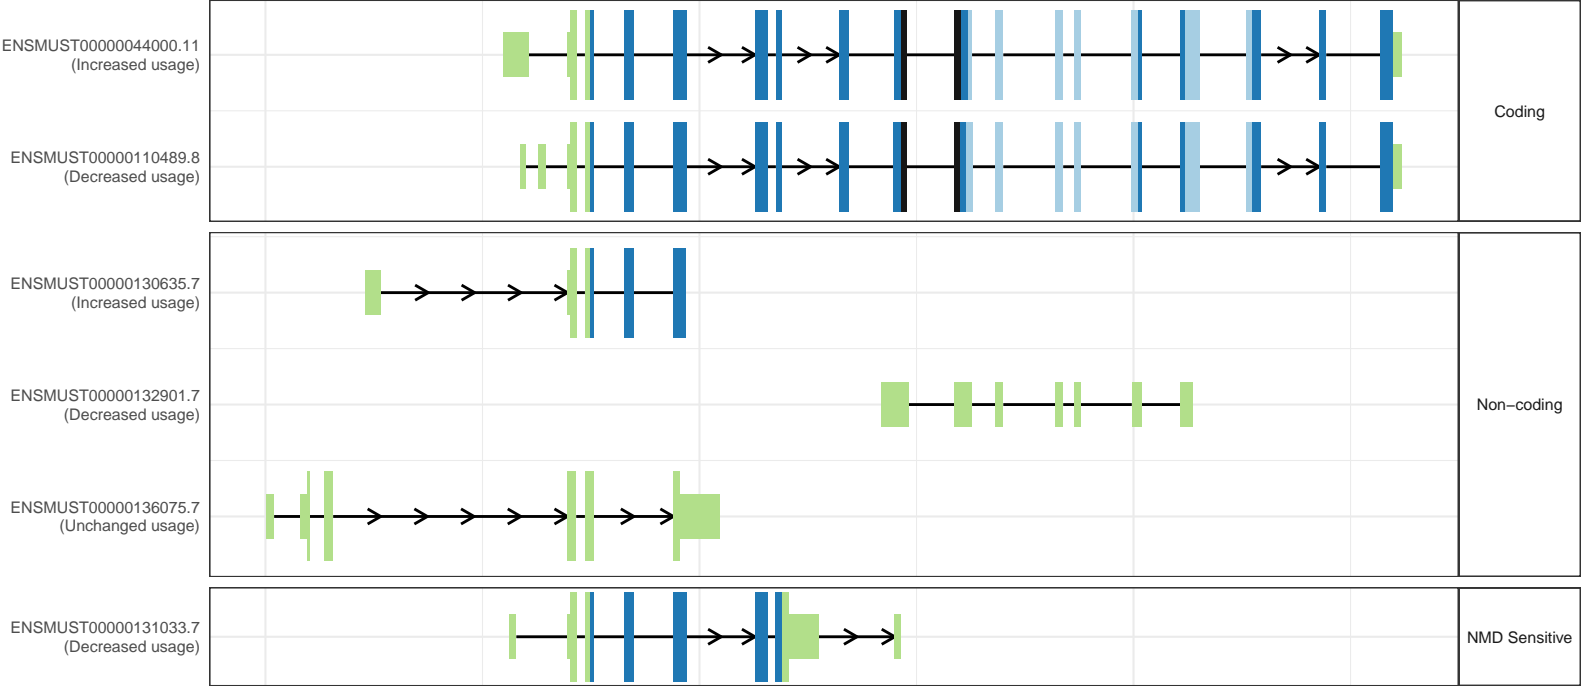 ENSMUST00000044000.11
(Increased usage)
ENSMUST00000110489.8
(Decreased usage)
Coding
ENSMUST00000130635.7
(Increased usage)
ENSMUST00000132901.7
(Decreased usage)
Non−coding
ENSMUST00000136075.7
(Unchanged usage)
ENSMUST00000131033.7
(Decreased usage)
NMD Sensitive